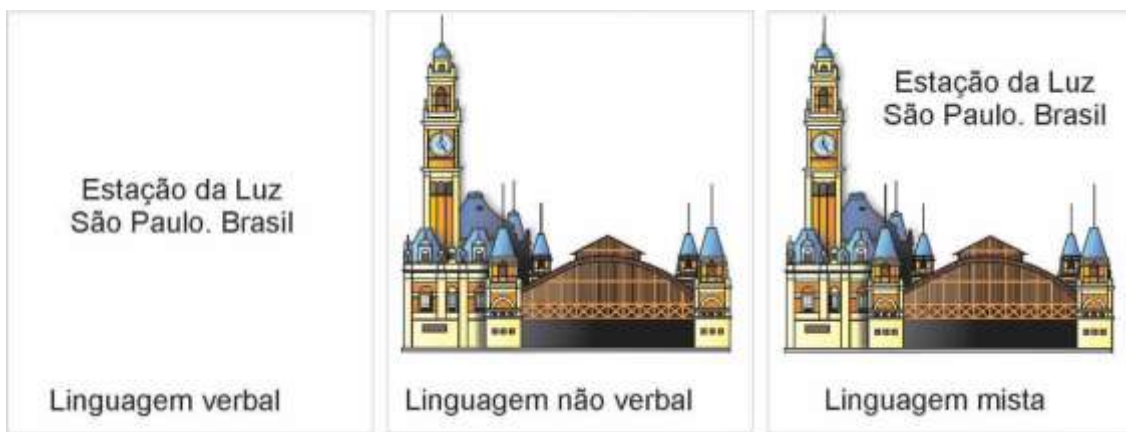 Estação da Luz
São Paulo. Brasil
Linguagem verbal
Linguagem não verbal
Estação da Luz
São Paulo. Brasil
Linguagem mista